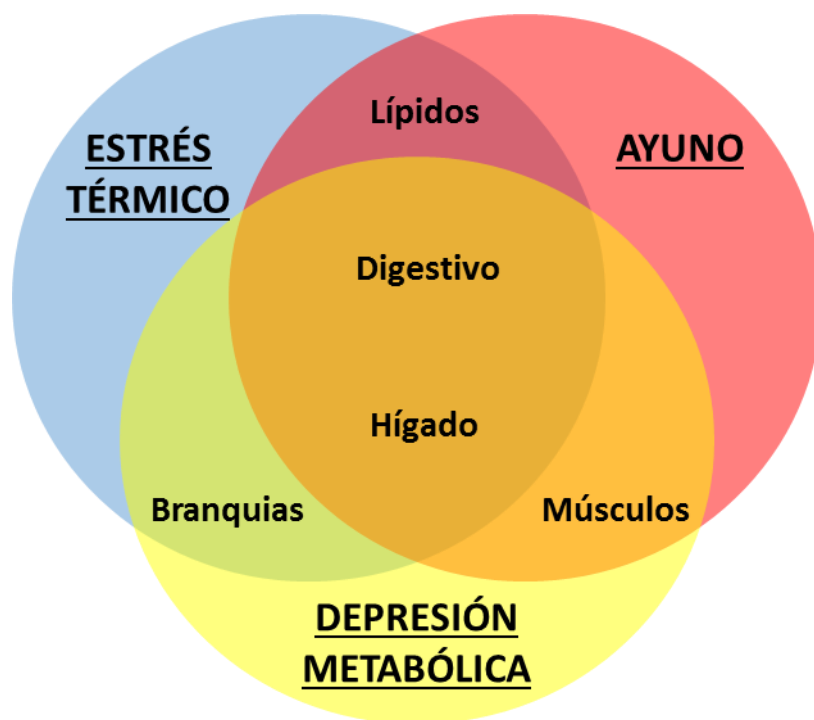 Lípidos
ESTRÉS
TÉRMICO
AYUNO
Digestivo
Hígado
Branquias
Músculos
DEPRESIÓN
METABÓLICA